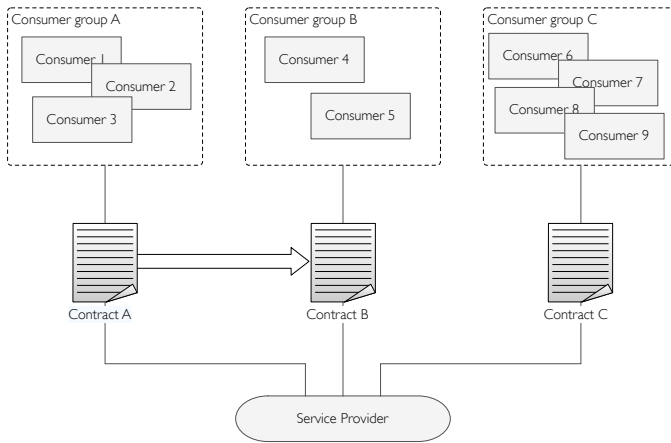 Consumer group A
Consumer 1
Consumer 2
Consumer 3
Consumer group B
Consumer 4
Consumer 5
Consumer group C
Consumer 6
Consumer 7
Consumer 8
Consumer 9
Contract A
Contract B
Contract C
Service Provider